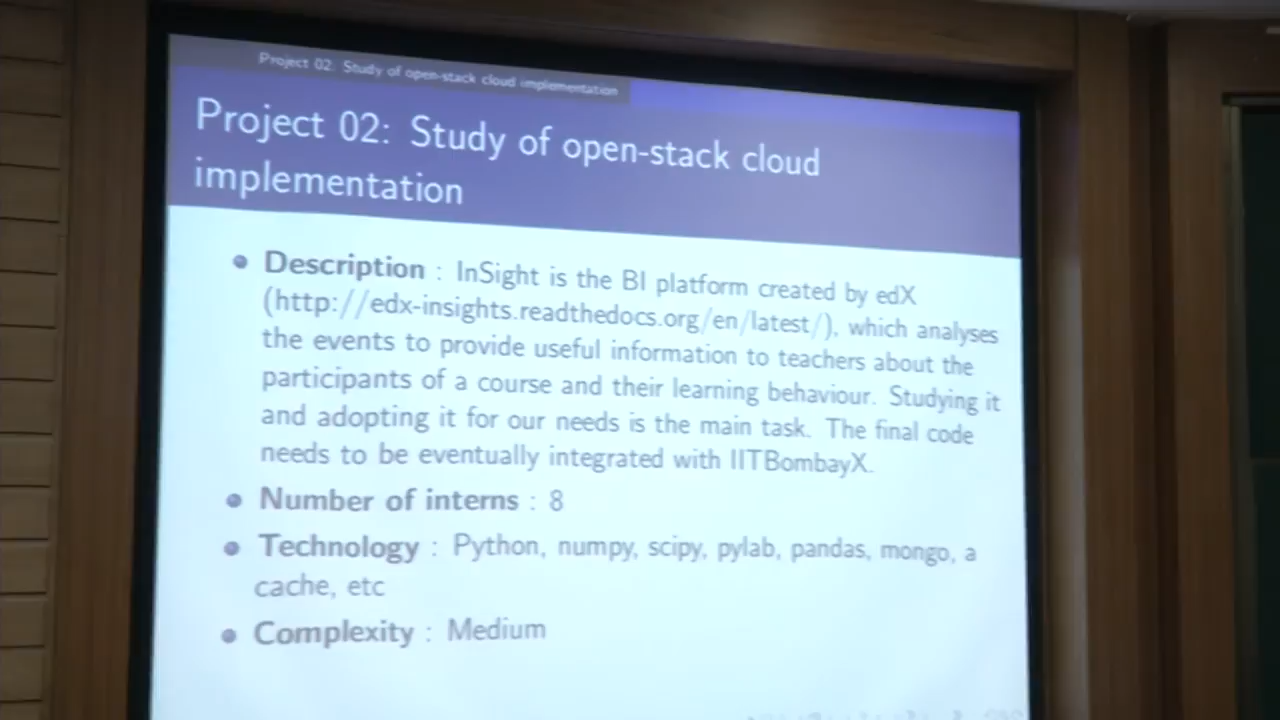 Project 02: Study of open-stack cloud implementation
Project 02: Study of open-stack cloud
implementation
Description : InSight is the BI platform created by edX
(http://edx-insights.readthedocs.org/en/latest/), which analyses
the events to provide useful information to teachers about the
participants of a course and their learning behaviour. Studying it
and adopting it for our needs is the main task. The final code
needs to be eventually integrated with IITBombayX.
Number of interns : 8
Technology : Python, numpy, scipy, pylab, pandas, mongo, a
cache, etc
Complexity : Medium